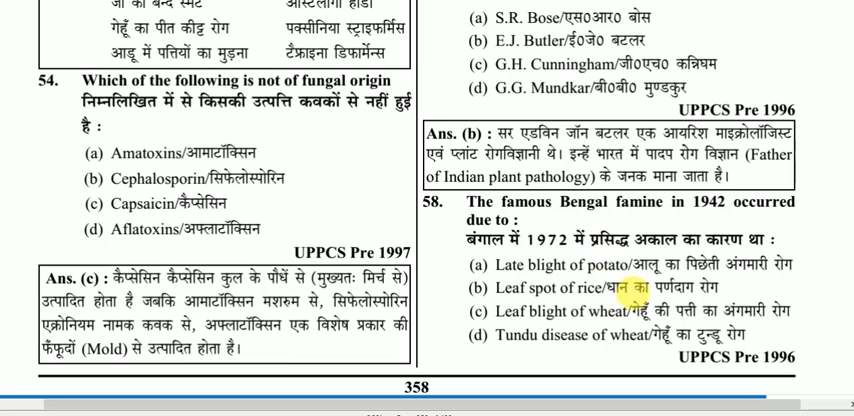 गेहूँ का पीत कीट्ट रोग पक्सीनिया स्ट्राइफर्मिस
आडू में पत्तियों का मुड़ना टैफ्राइना डिफार्मेन्स
54. Which of the following is not of fungal origin
निम्नलिखित में से किसकी उत्पत्ति कवकों से नहीं हुई
है :
(a) Amatoxins/आमाटॉक्सिन
(b) Cephalosporin/सिफेलोस्पोरिन
(c) Capsaicin/कैप्सेसिन
(d) Aflatoxins/अफ्लाटॉक्सिन
UPPCS Pre 1997
Ans. (c) : कैप्सेसिन कैप्सेसिन कुल के पौधें से (मुख्यतः मिर्च से)
उत्पादित होता है जबकि आमाटॉक्सिन मशरुम से, सिफेलोस्पोरिन
एक्रोनियम नामक कवक से, अफ्लाटॉक्सिन एक विशेष प्रकार की
फँफूदों (Mold) से उत्पादित होता है।
(a) S.R. Bose/एस०आर० बोस
(b) E.J. Butler/ई०जे० बटलर
(c) G.H. Cunningham/जी०एच० कन्निघम
(d) G.G. Mundkar/बी०बी० मुण्डकुर
UPPCS Pre 1996
Ans. (b) : सर एडविन जॉन बटलर एक आयरिश माइक्रोलॉजिस्ट
एवं प्लांट रोगविज्ञानी थे। इन्हें भारत में पादप रोग विज्ञान (Father
of Indian plant pathology) के जनक माना जाता है।
58. The famous Bengal famine in 1942 occurred
due to :
बंगाल में 1972 में प्रसिद्ध अकाल का कारण था :
(a) Late blight of potato/आलू का पिछेती अंगमारी रोग
(b) Leaf spot of rice/धान का पर्णदाग रोग
(c) Leaf blight of wheat/गेहूँ की पत्ती का अंगमारी रोग
(d) Tundu disease of wheat/गेहूँ का टुन्डू रोग
UPPCS Pre 1996
358